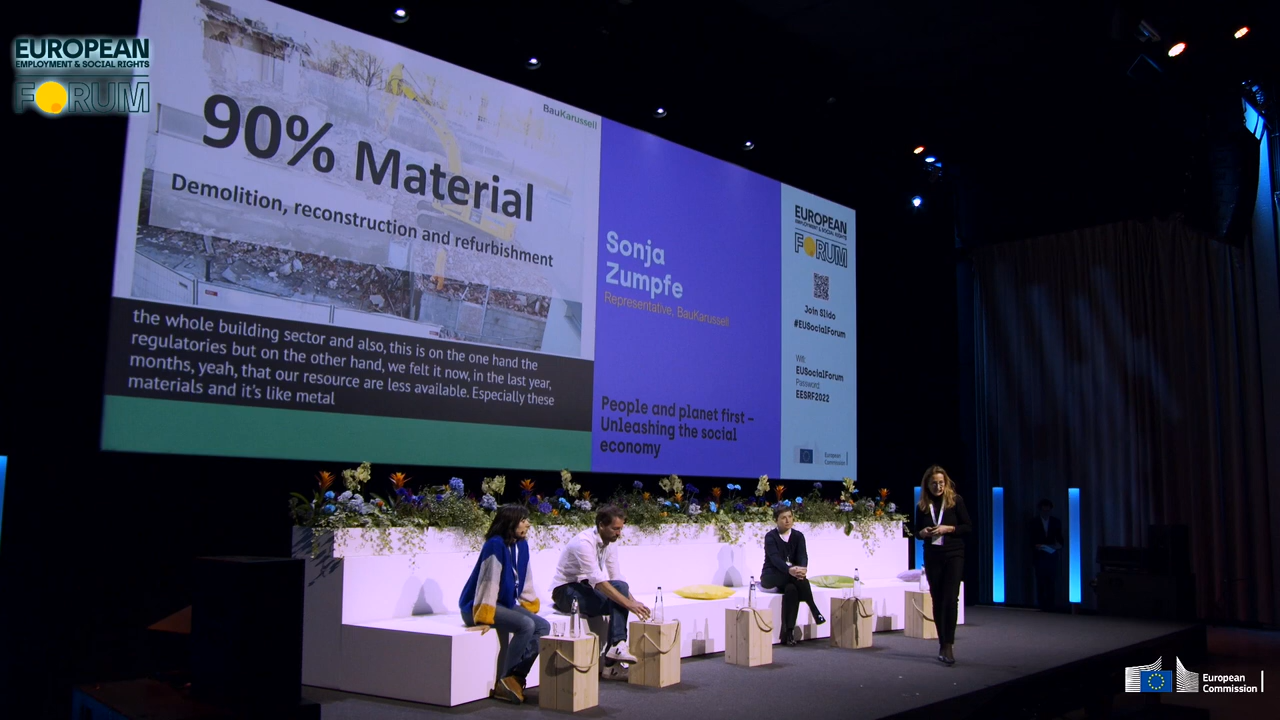 EUROPEAN
EMPLOYMENT & SOCIAL RIGHTS
FORUM
BauKarussell
90% Material
Demolition, reconstruction and refurbishment
the whole building sector and also, this is on the one hand the
regulatories but on the other hand, we felt it now, in the last year,
months, yeah, that our resource are less available. Especially these
materials and it's like metal
Sonja
Zumpfe
Representative, BauKarussell
People and planet first –
Unleashing the social
economy
EUROPEAN
EMPLOYMENT & SOCIAL RIGHTS
FORUM
Join Slido
#EUSocialForum
Wifi:
EUSocialForum
Password:
EESRF2022
European
Commission
European
Commission